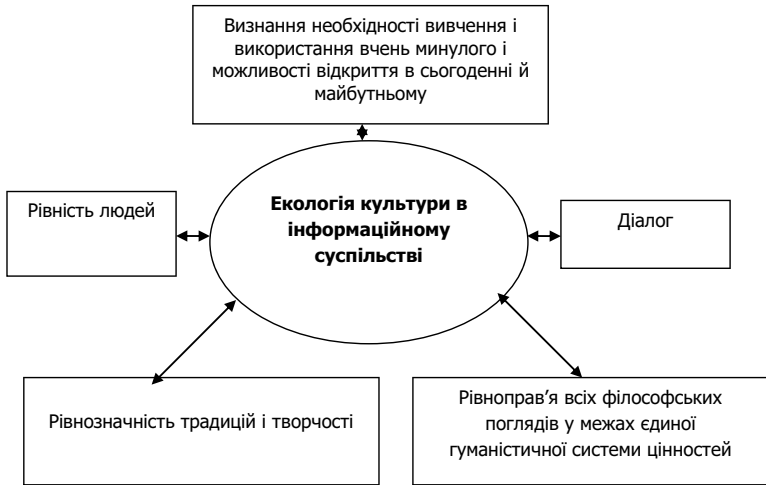 Визнання необхідності вивчення і
використання вчень минулого і
можливості відкриття в сьогоденні й
майбутньому
Рівність людей
Екологія культури в
інформаційному
суспільстві
Діалог
Рівнозначність традицій і творчості
Рівноправ’я всіх філософських
поглядів у межах єдиної
гуманістичної системи цінностей